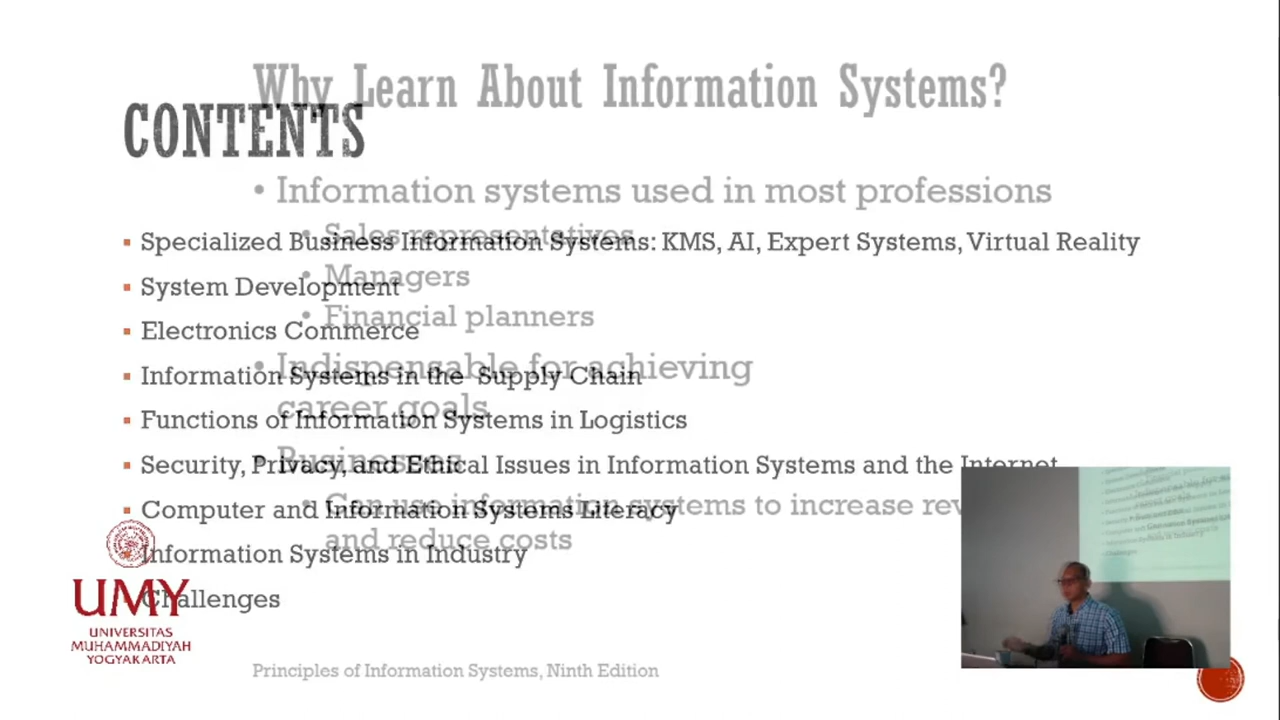 Why Learn About Information Systems?
CONTENTS
• Information systems used in most professions
• Sales representatives
▪ Specialized Business Information Systems: KMS, AI, Expert Systems, Virtual Reality
• Managers
▪ System Development
• Financial planners
▪ Electronics Commerce
• Indispensable for achieving
career goals
▪ Information Systems in the Supply Chain
▪ Functions of Information Systems in Logistics
• Businesses
▪ Security, Privacy, and Ethical Issues in Information Systems and the Internet
• Can use information systems to increase
and reduce costs
▪ Computer and Information Systems Literacy
Information Systems in Industry
Challenges
UMY
UNIVERSITAS
MUHAMMADIYAH
YOGYAKARTA
Principles of Information Systems, Ninth Edition